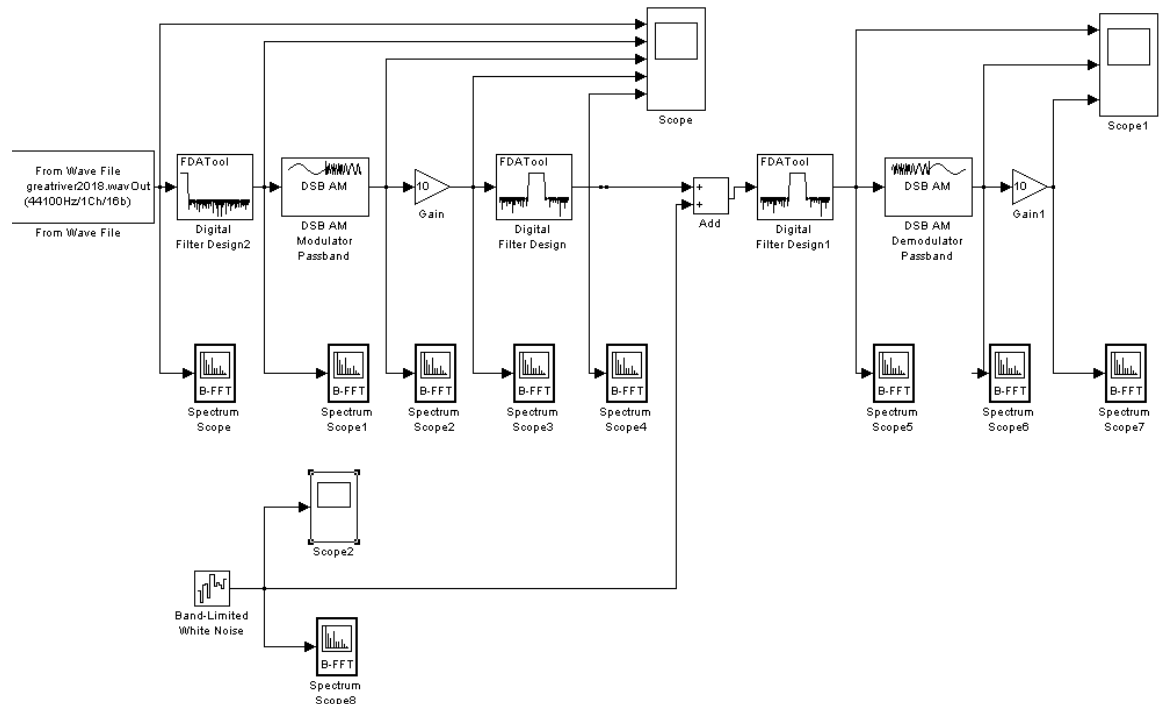 Scope
Scope1
From Wave File
greatriver2018.wavOut
(44100Hz/1Ch/16b)
From Wave File
FDATool
Digital
Filter Design2
DSB AM
DSB AM
Modulator
Passband
10
Gain
FDATool
Digital
Filter Design
+
+
Add
FDATool
Digital
Filter Design1
DSB AM
DSB AM
Demodulator
Passband
10
Gain1
B-FFT
Spectrum
Scope
B-FFT
Spectrum
Scope1
B-FFT
Spectrum
Scope2
B-FFT
Spectrum
Scope3
B-FFT
Spectrum
Scope4
B-FFT
Spectrum
Scope5
B-FFT
Spectrum
Scope6
B-FFT
Spectrum
Scope7
Scope2
Band-Limited
White Noise
B-FFT
Spectrum
Scope8